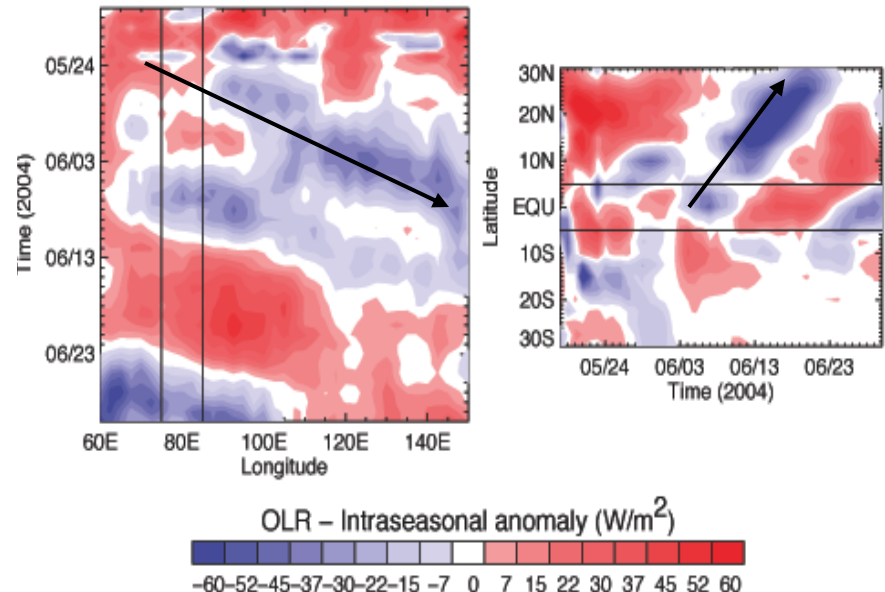 05/24
06/03
06/13
06/23
Time (2004)
60E 80E 100E 120E 140E
Longitude
30N
20N
10N
EQU
10S
20S
30S
Latitude
05/24 06/03 06/13 06/23
Time (2004)
OLR – Intraseasonal anomaly (W/m²)
−60−52−45−37−30−22−15 −7 0 7 15 22 30 37 45 52 60